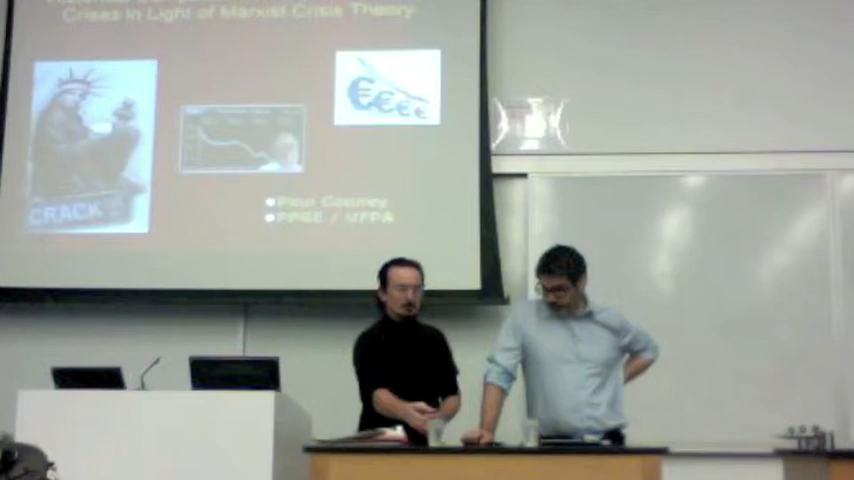 Crises in Light of Marxist Crisis Theory
CRACK
€€€€
Paul Cooney
PPGE / UFPA